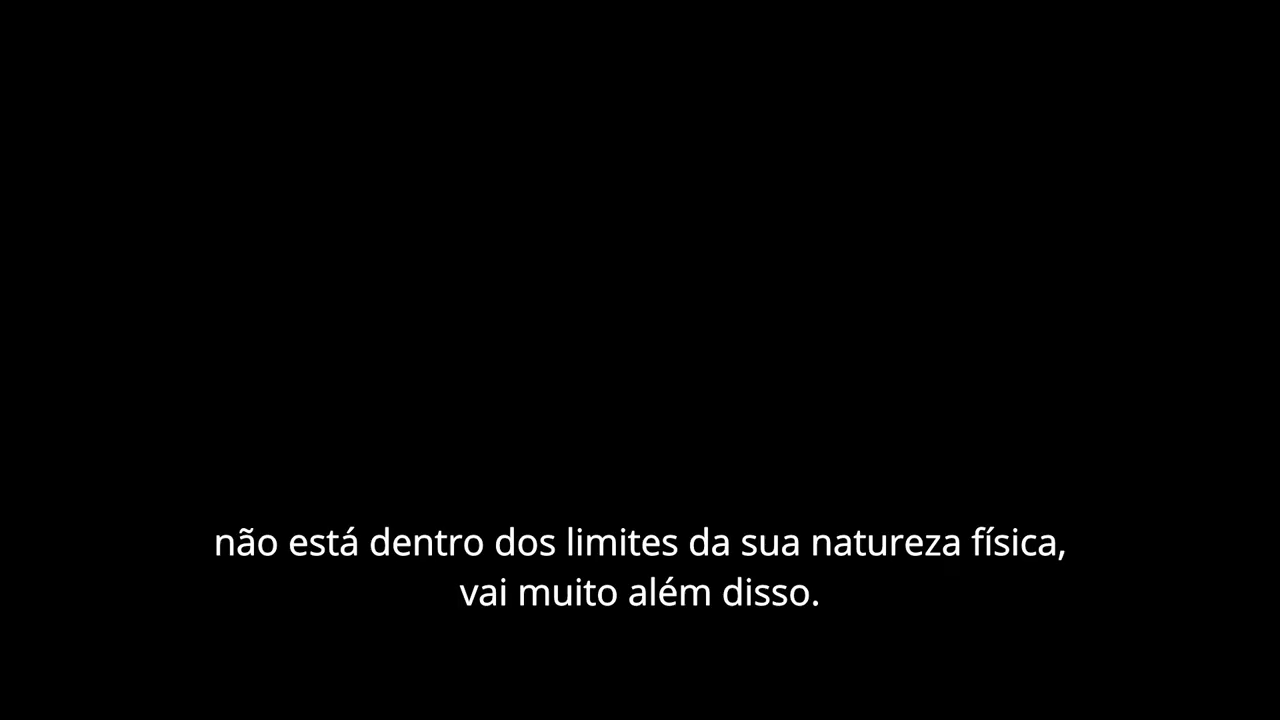 não está dentro dos limites da sua natureza física,
vai muito além disso.